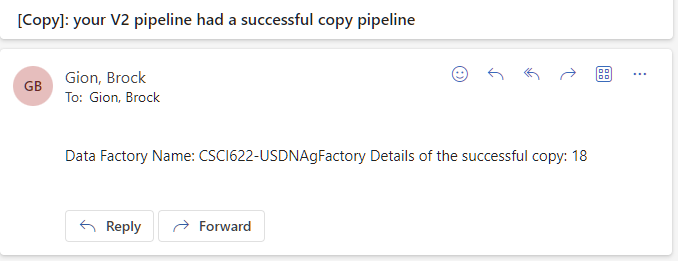 [Copy]: your V2 pipeline had a successful copy pipeline
GB
Gion, Brock
To: Gion, Brock
Data Factory Name: CSCI622-USDNAgFactory Details of the successful copy: 18
Reply
Forward